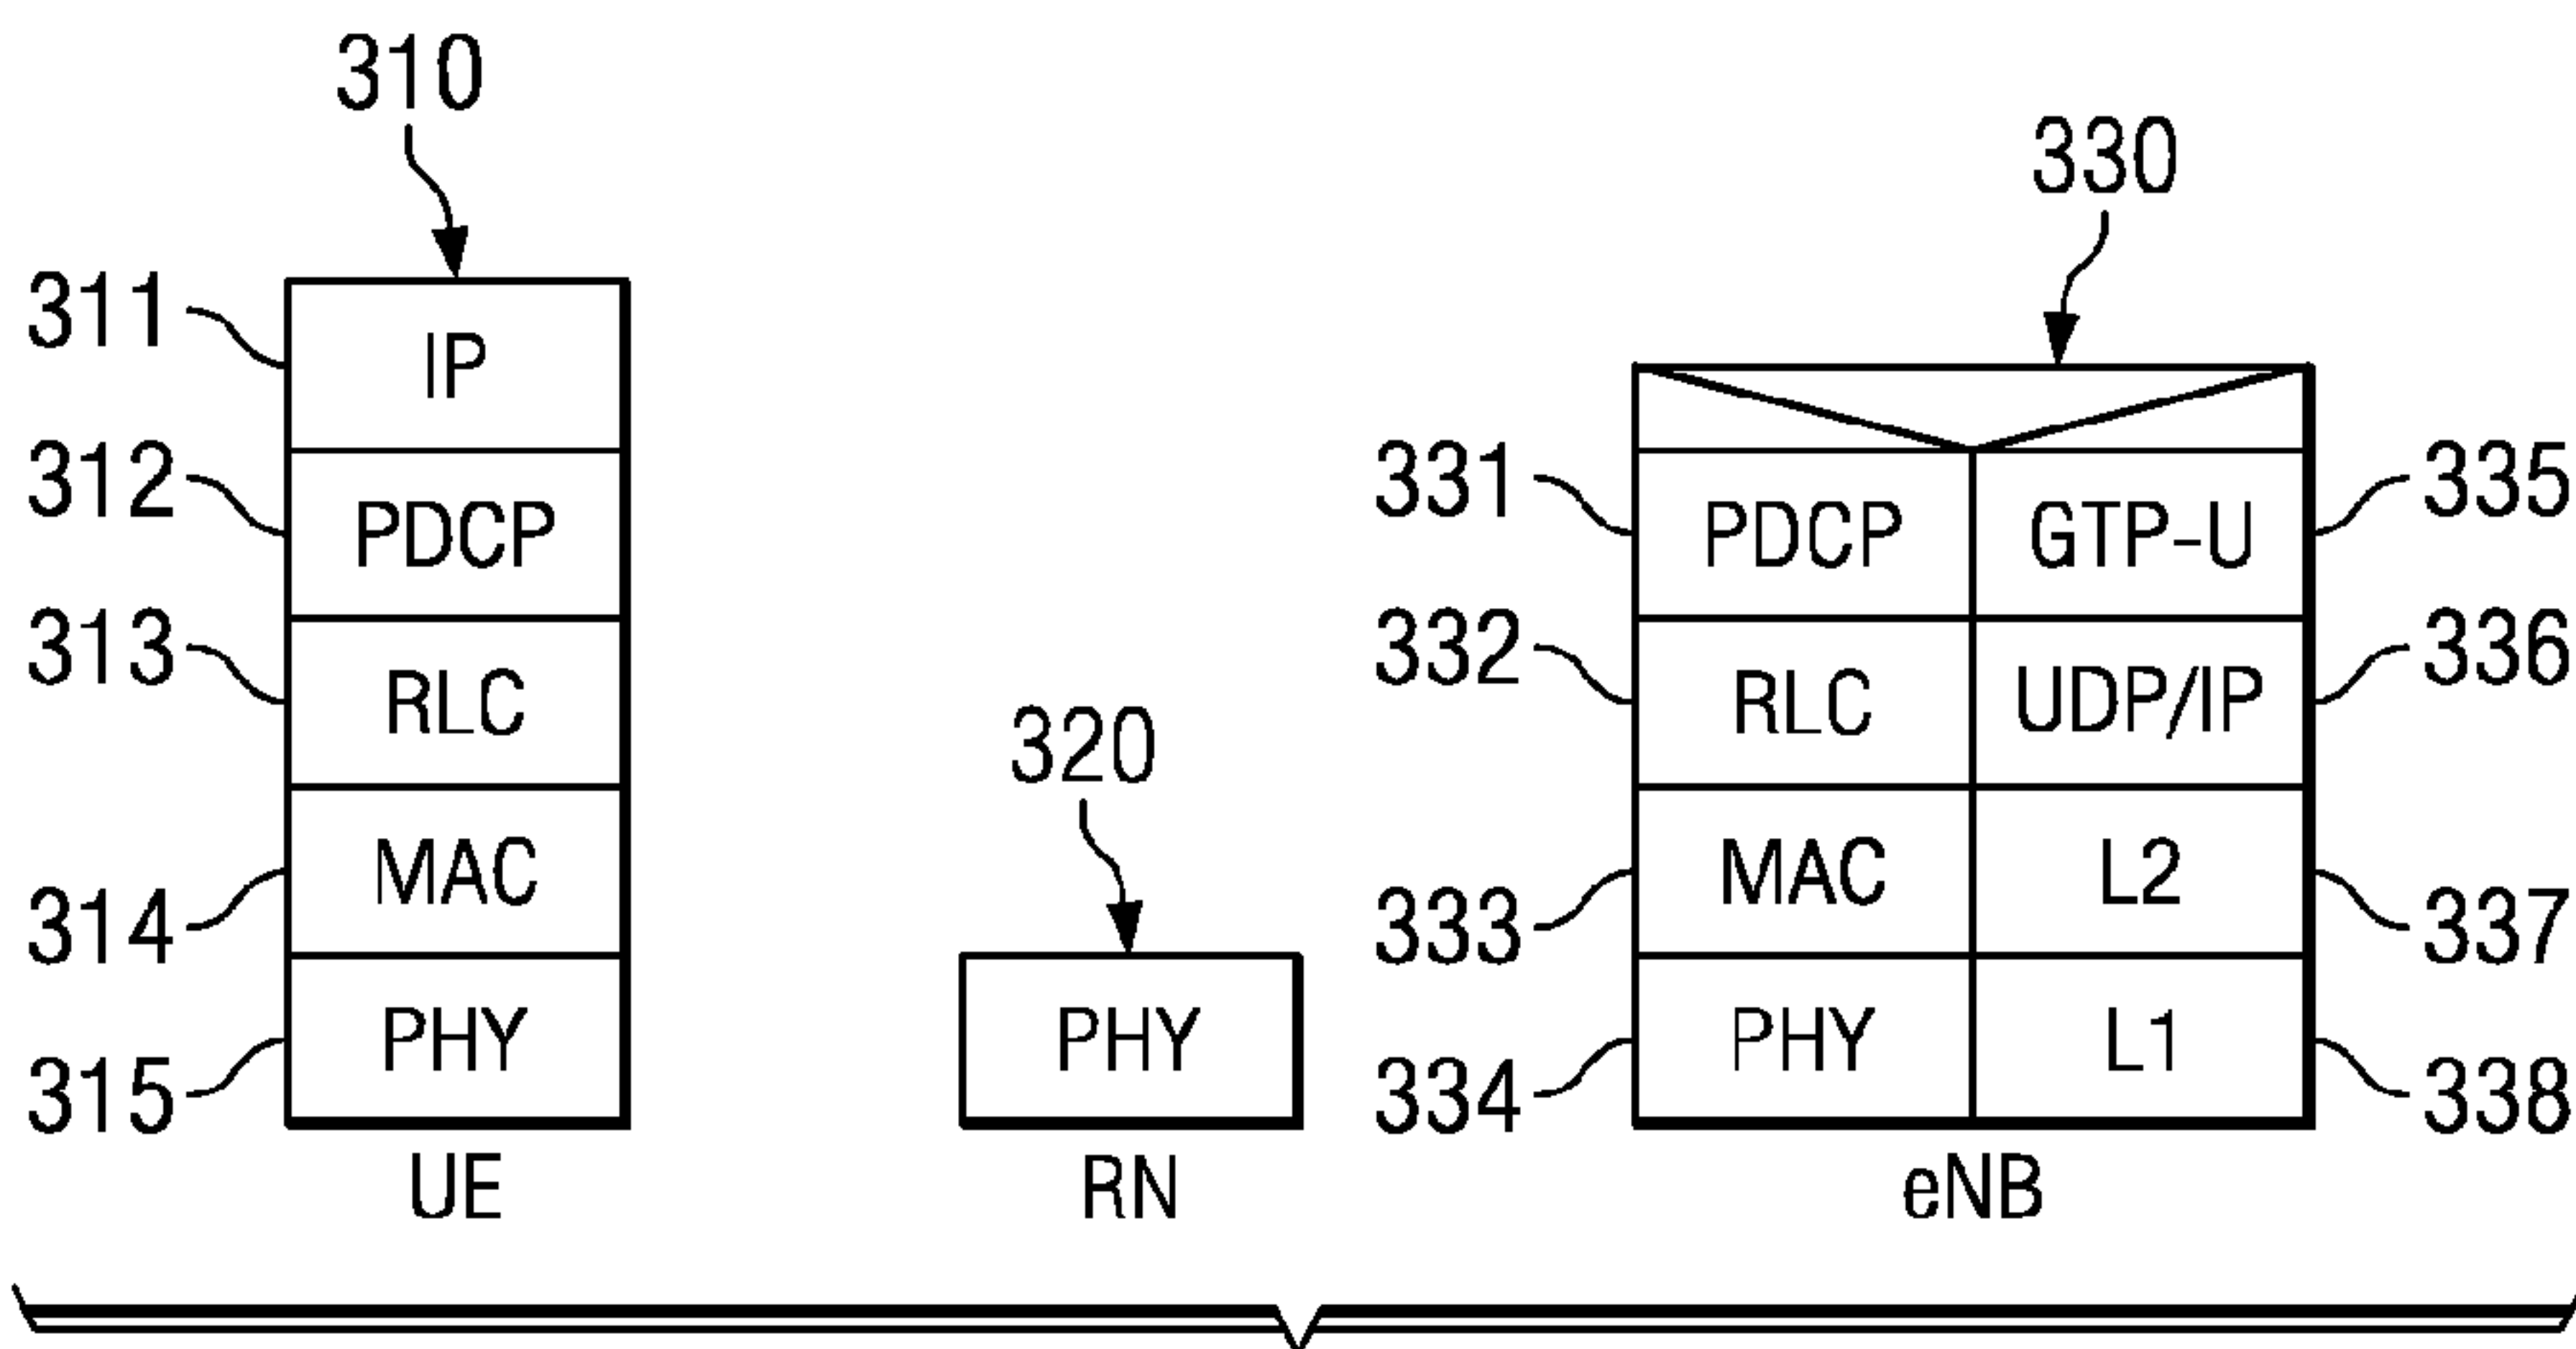 310
330
311
IP
312
PDCP
331
PDCP
GTP-U
335
313
RLC
332
RLC
UDP/IP
336
320
314
MAC
333
MAC
L2
337
315
PHY
PHY
334
PHY
L1
338
UE
RN
eNB